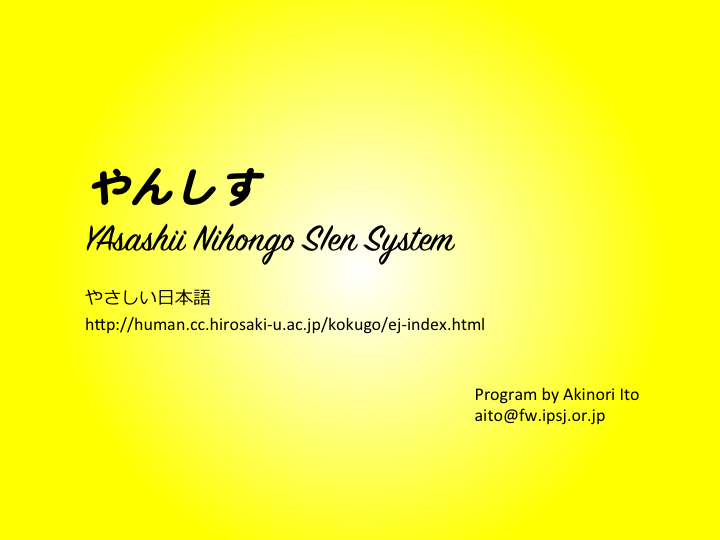 やんしす
YAsashii Nihongo SIen System
やさしい日本語
http://human.cc.hirosaki-u.ac.jp/kokugo/ej-index.html
Program by Akinori Ito
aito@fw.ipsj.or.jp